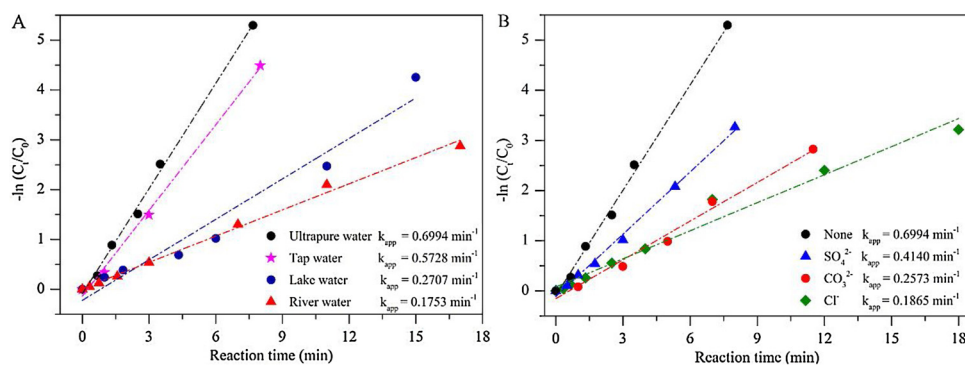 A
5
4
3
2
1
0
-ln (Ct/C0)
Ultrapure water kapp = 0.6994 min-1
Tap water kapp = 0.5728 min-1
Lake water kapp = 0.2707 min-1
River water kapp = 0.1753 min-1
0 3 6 9 12 15 18
Reaction time (min)
B
5
4
3
2
1
0
-ln (Ct/C0)
None kapp = 0.6994 min-1
SO42- kapp = 0.4140 min-1
CO32- kapp = 0.2573 min-1
Cl- kapp = 0.1865 min-1
0 3 6 9 12 15 18
Reaction time (min)